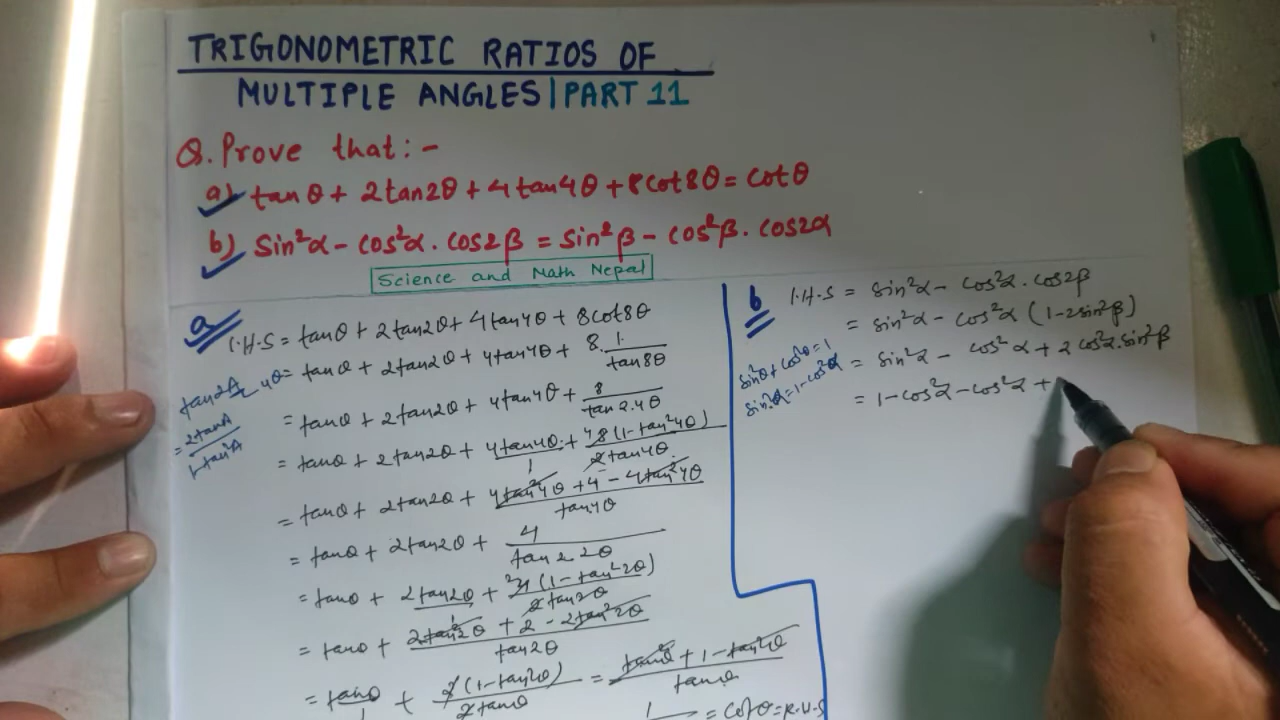 TRIGONOMETRIC RATIOS OF
MULTIPLE ANGLES | PART 11
Q. Prove that:-
a) tanθ + 2tan2θ + 4tan4θ + 8cot8θ = cotθ
b) Sin²α - cos²α . cos2β = sin²β - cos²β . cos2α
Science and Math Nepal
a
L.H.S = tanθ + 2tan2θ + 4tan4θ + 8cot8θ
= tanθ + 2tan2θ + 4tan4θ + 8 . 1/tan8θ
= tanθ + 2tan2θ + 4tan4θ + 8/tan2.4θ
= tanθ + 2tan2θ + 4tan4θ/1 + 8(1-tan²4θ)/2tan4θ
= tanθ + 2tan2θ + 4tan²4θ + 4 - 4tan²4θ/tan4θ
= tanθ + 2tan2θ + 4/tan2.2θ
= tanθ + 2tan2θ + 4(1-tan²2θ)/2tan2θ
= tanθ + 2tan²2θ + 2 - 2tan²2θ/tan2θ
= tanθ/1 + 2(1-tan²θ)/2tanθ = tan²θ + 1 - tan²θ/tanθ
= cotθ = R.H.S
tan2A
= 2tanA/1-tan²A
b
L.H.S = sin²α - cos²α . cos2β
= sin²α - cos²α (1-2sin²β)
= sin²α - cos²α + 2cos²α.sin²β
= 1-cos²α-cos²α +
sin²θ + cos²θ = 1
sin²α = 1-cos²α